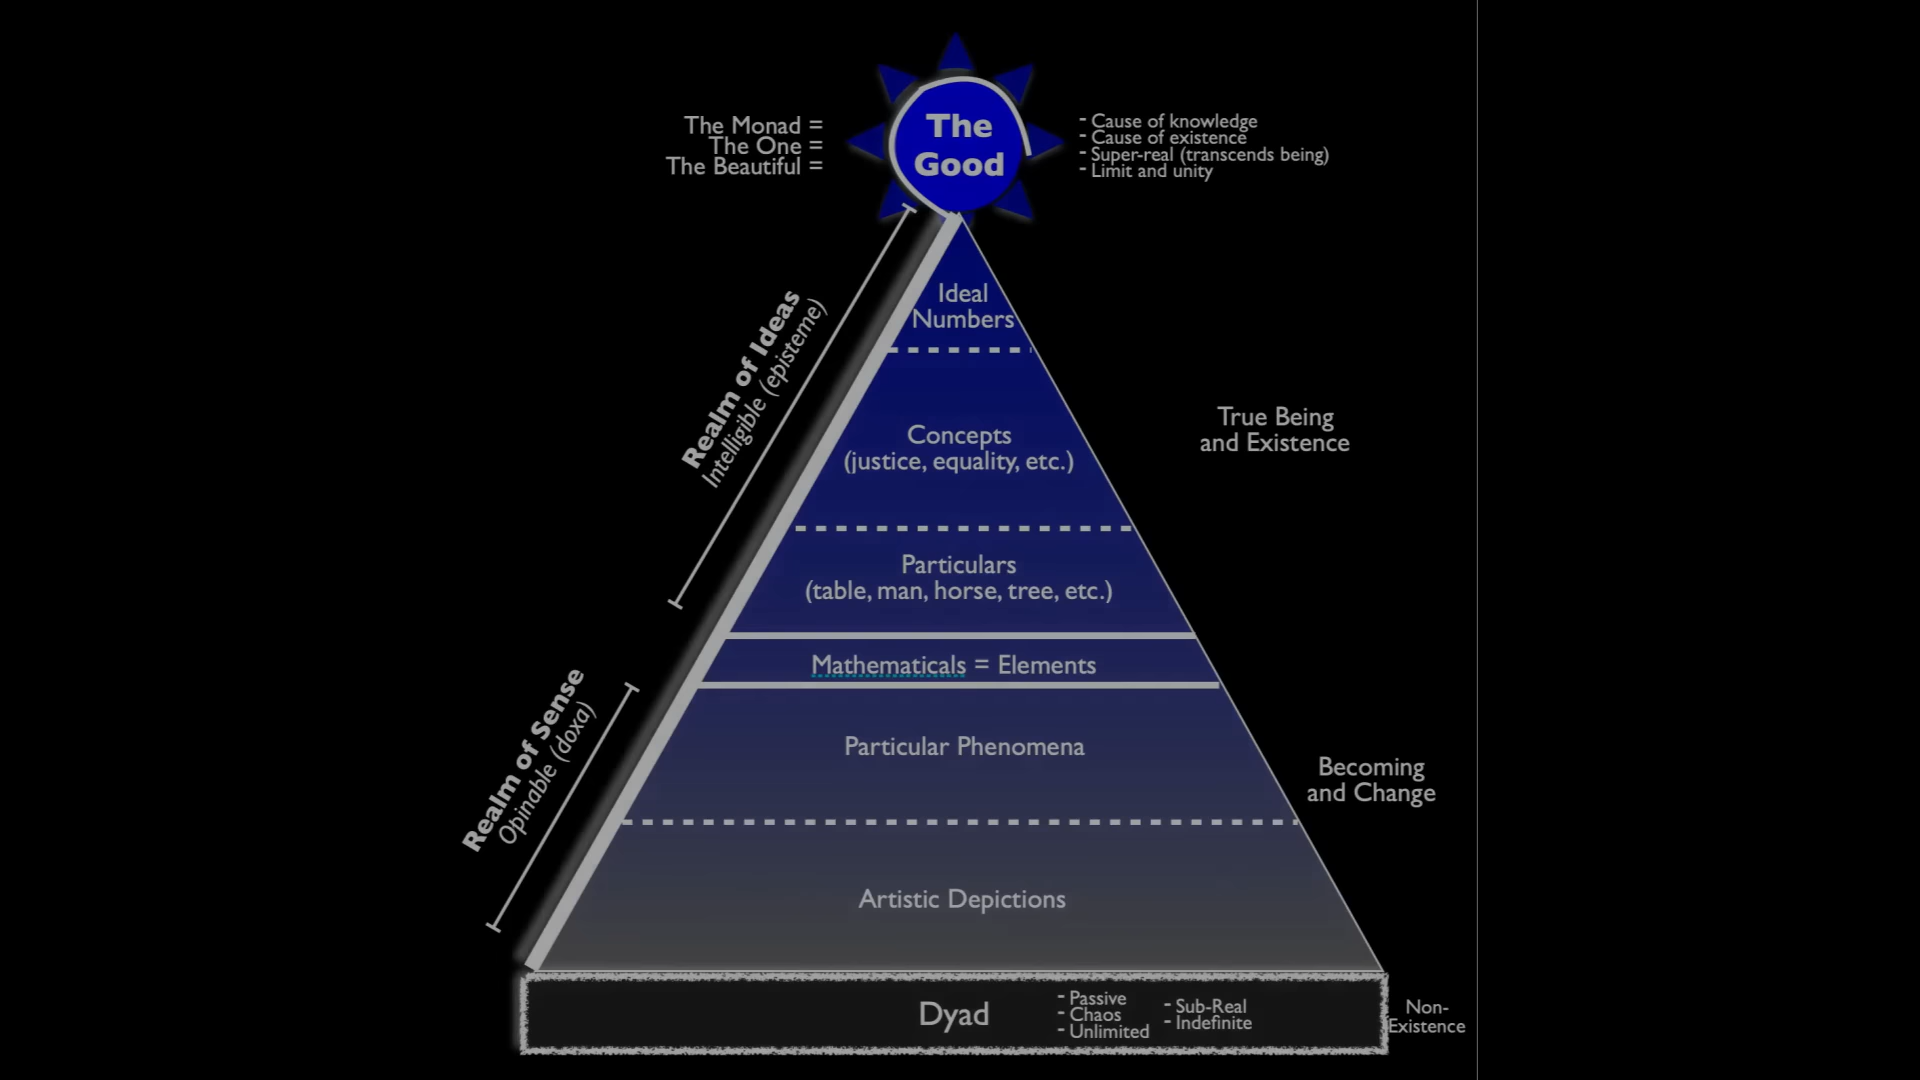 The Monad =
The One =
The Beautiful =
The
Good
- Cause of knowledge
- Cause of existence
- Super-real (transcends being)
- Limit and unity
Realm of Ideas
Intelligible (episteme)
Ideal
Numbers
Concepts
(justice, equality, etc.)
True Being
and Existence
Particulars
(table, man, horse, tree, etc.)
Mathematicals = Elements
Realm of Sense
Opinable (doxa)
Particular Phenomena
Becoming
and Change
Artistic Depictions
Dyad
- Passive
- Chaos
- Unlimited
- Sub-Real
- Indefinite
Non-
Existence